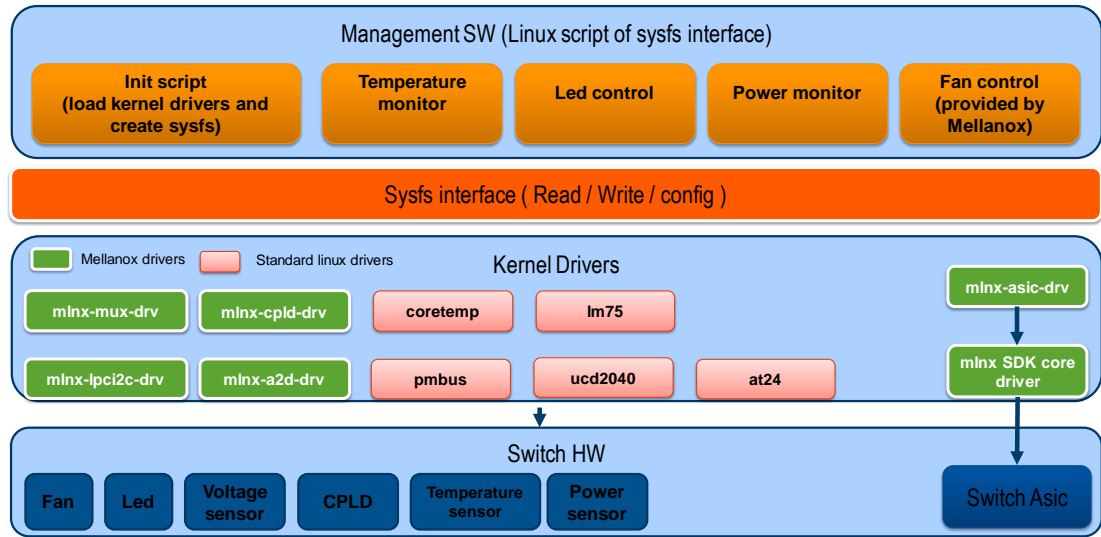 Management SW (Linux script of sysfs interface)
Init script
(load kernel drivers and
create sysfs)
Temperature
monitor
Led control
Power monitor
Fan control
(provided by
Mellanox)
Sysfs interface ( Read / Write / config )
Mellanox drivers
Standard linux drivers
Kernel Drivers
mlnx-mux-drv
mlnx-cpld-drv
coretemp
lm75
mlnx-asic-drv
mlnx-lpci2c-drv
mlnx-a2d-drv
pmbus
ucd2040
at24
mlnx SDK core
driver
Switch HW
Fan
Led
Voltage
sensor
CPLD
Temperature
sensor
Power
sensor
Switch Asic